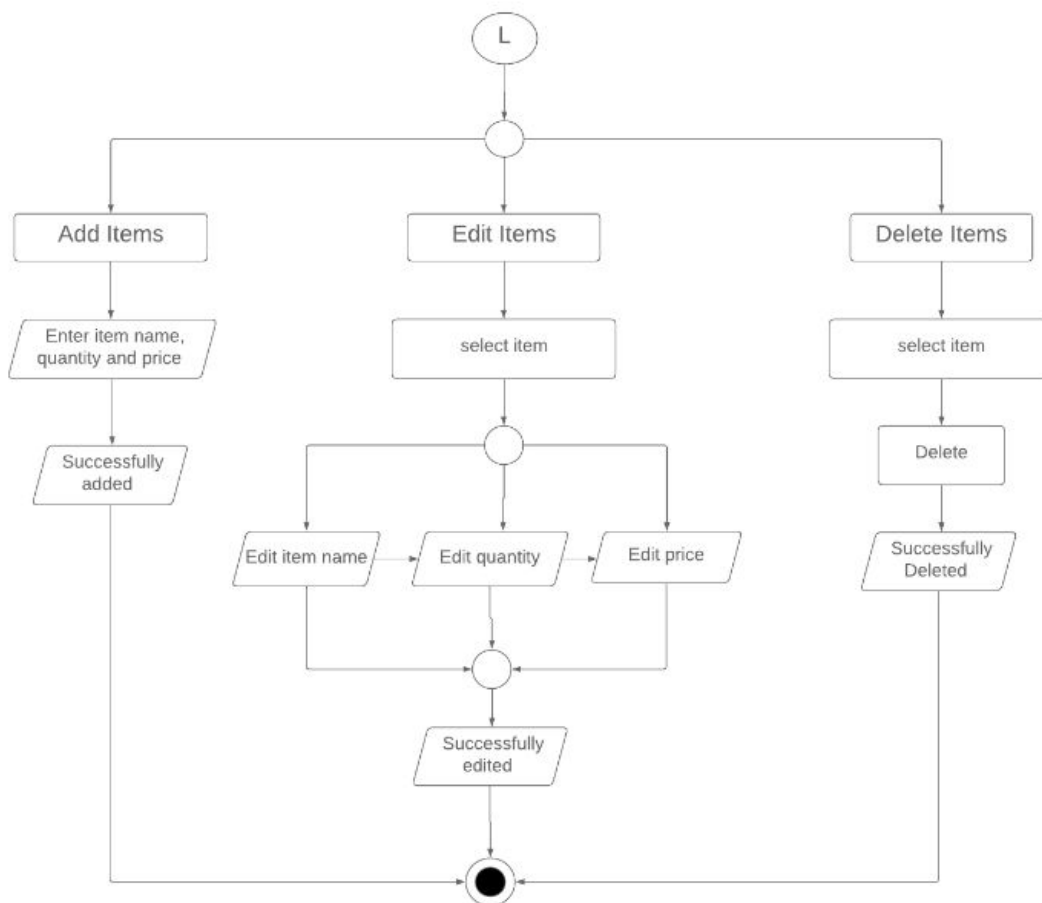 L
Add Items
Edit Items
Delete Items
Enter item name,
quantity and price
select item
select item
Successfully
added
Delete
Edit item name
Edit quantity
Edit price
Successfully
Deleted
Successfully
edited